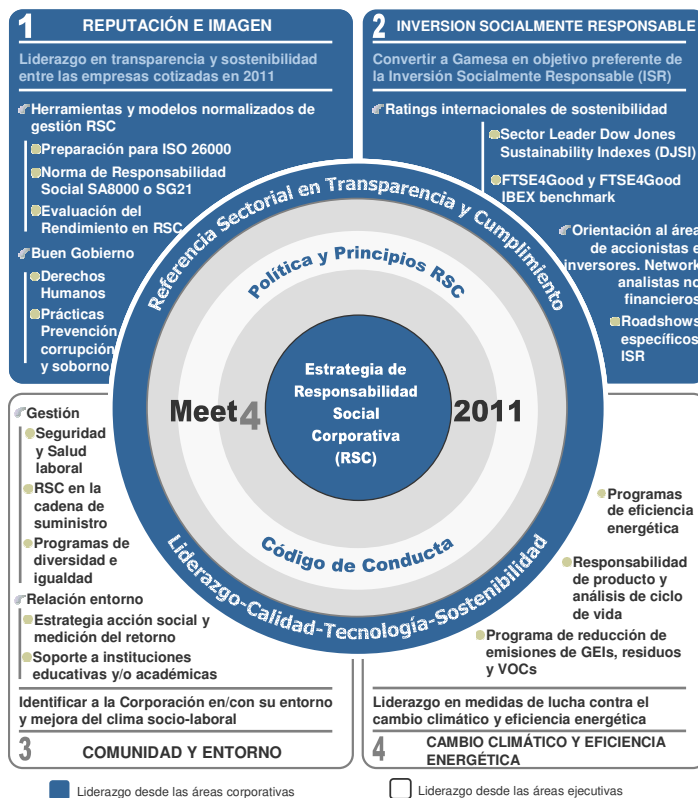 1 REPUTACIÓN E IMAGEN
Liderazgo en transparencia y sostenibilidad
entre las empresas cotizadas en 2011
Herramientas y modelos normalizados de
gestión RSC
Preparación para ISO 26000
Norma de Responsabilidad
Social SA8000 o SG21
Evaluación del
Rendimiento en RSC
Buen Gobierno
Derechos
Humanos
Prácticas
Prevención
corrupción
y soborno
2 INVERSION SOCIALMENTE RESPONSABLE
Convertir a Gamesa en objetivo preferente de
la Inversión Socialmente Responsable (ISR)
Ratings internacionales de sostenibilidad
Sector Leader Dow Jones
Sustainability Indexes (DJSI)
FTSE4Good y FTSE4Good
IBEX benchmark
Orientación al área
de accionistas e
inversores. Network
analistas no
financieros
Roadshows
específicos
ISR
Referencia Sectorial en Transparencia y Cumplimiento
Política y Principios RSC
Meet4
Estrategia de
Responsabilidad
Social
Corporativa
(RSC)
2011
Código de Conducta
Liderazgo-Calidad-Tecnología-Sostenibilidad
Gestión
Seguridad
y Salud
laboral
RSC en la
cadena de
suministro
Programas de
diversidad e
igualdad
Relación entorno
Estrategia acción social y
medición del retorno
Soporte a instituciones
educativas y/o académicas
Identificar a la Corporación en/con su entorno
y mejora del clima socio-laboral
3 COMUNIDAD Y ENTORNO
Programas
de eficiencia
energética
Responsabilidad
de producto y
análisis de ciclo
de vida
Programa de reducción de
emisiones de GEIs, residuos
y VOCs
Liderazgo en medidas de lucha contra el
cambio climático y eficiencia energética
4 CAMBIO CLIMÁTICO Y EFICIENCIA
ENERGÉTICA
Liderazgo desde las áreas corporativas
Liderazgo desde las áreas ejecutivas